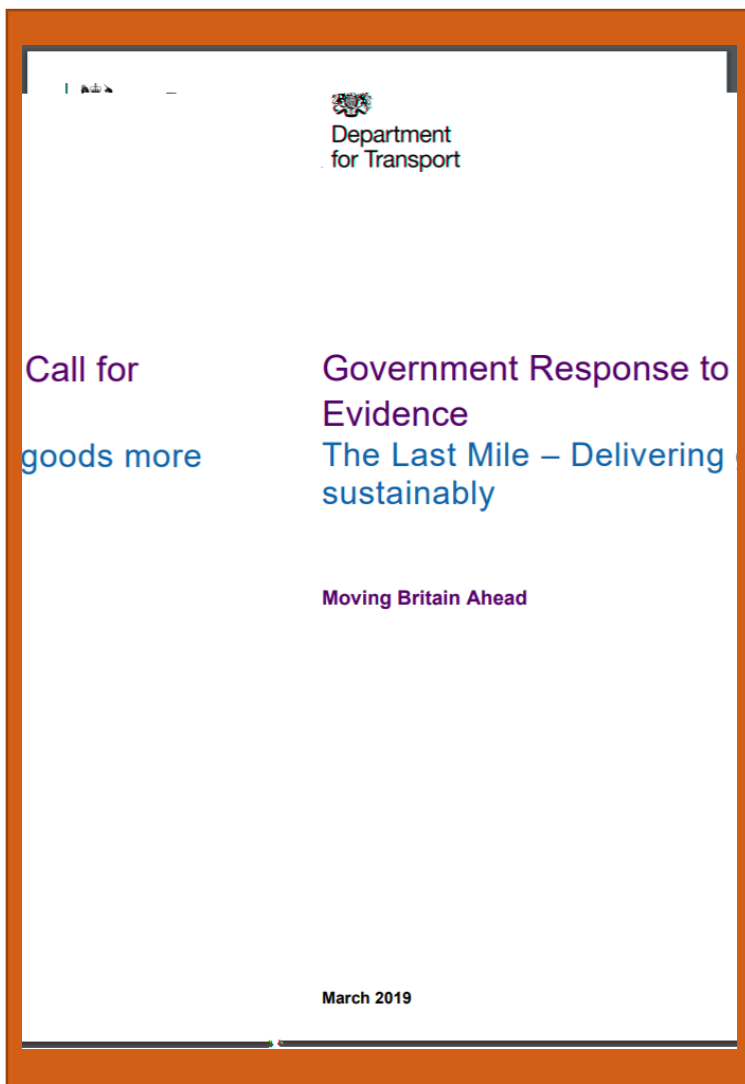 Department
for Transport
Call for
Government Response to
Evidence
goods more
The Last Mile – Delivering
sustainably
Moving Britain Ahead
March 2019